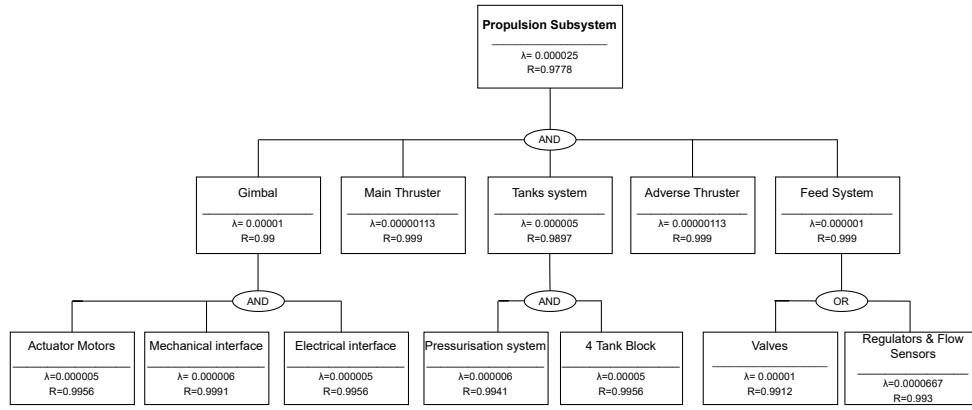 Propulsion Subsystem
λ= 0.000025
R=0.9778
AND
Gimbal
λ= 0.00001
R=0.99
Main Thruster
λ=0.00000113
R=0.999
Tanks system
λ= 0.000005
R=0.9897
Adverse Thruster
λ=0.00000113
R=0.999
Feed System
λ= 0.000001
R=0.999
AND
AND
OR
Actuator Motors
λ=0.000005
R=0.9956
Mechanical interface
λ= 0.000006
R=0.9991
Electrical interface
λ=0.000005
R=0.9956
Pressurisation system
λ=0.000006
R=0.9941
4 Tank Block
λ=0.00005
R=0.9956
Valves
λ= 0.00001
R=0.9912
Regulators & Flow
Sensors
λ=0.0000667
R=0.993